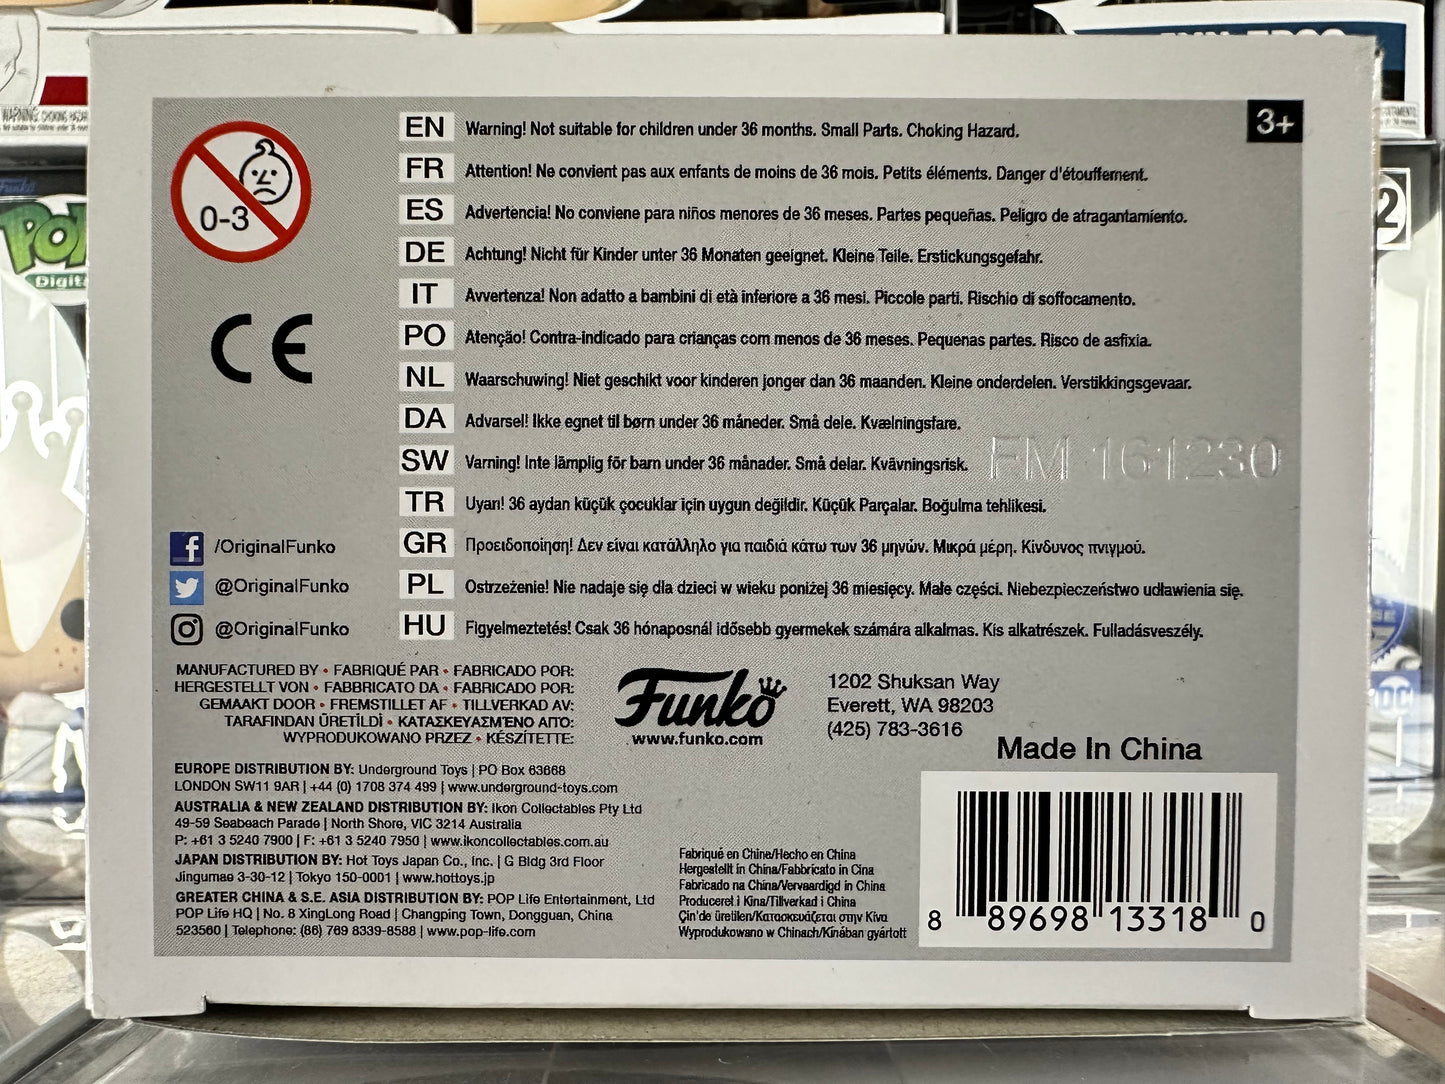 WARNING: CHOKING HAZARD
Funko
POP
Digital
2
DC
3+
0-3
CE
EN Warning! Not suitable for children under 36 months. Small Parts. Choking Hazard.
FR Attention! Ne convient pas aux enfants de moins de 36 mois. Petits éléments. Danger d'étouffement.
ES Advertencia! No conviene para niños menores de 36 meses. Partes pequeñas. Peligro de atragantamiento.
DE Achtung! Nicht für Kinder unter 36 Monaten geeignet. Kleine Teile. Erstickungsgefahr.
IT Avvertenza! Non adatto a bambini di età inferiore a 36 mesi. Piccole parti. Rischio di soffocamento.
PO Atenção! Contra-indicado para crianças com menos de 36 meses. Pequenas partes. Risco de asfixia.
NL Waarschuwing! Niet geschikt voor kinderen jonger dan 36 maanden. Kleine onderdelen. Verstikkingsgevaar.
DA Advarsel! Ikke egnet til børn under 36 måneder. Små dele. Kvælningsfare.
SW Varning! Inte lämplig för barn under 36 månader. Små delar. Kvävningsrisk.
FM 161230
TR Uyarı! 36 aydan küçük çocuklar için uygun değildir. Küçük Parçalar. Boğulma tehlikesi.
GR Προειδοποίηση! Δεν είναι κατάλληλο για παιδιά κάτω των 36 μηνών. Μικρά μέρη. Κίνδυνος πνιγμού.
PL Ostrzeżenie! Nie nadaje się dla dzieci w wieku poniżej 36 miesięcy. Małe części. Niebezpieczeństwo udławienia się.
HU Figyelmeztetés! Csak 36 hónaposnál idősebb gyermekek számára alkalmas. Kis alkatrészek. Fulladásveszély.
/OriginalFunko
@OriginalFunko
@OriginalFunko
MANUFACTURED BY • FABRIQUÉ PAR • FABRICADO POR:
HERGESTELLT VON • FABBRICATO DA • FABRICADO POR:
GEMAAKT DOOR • FREMSTILLET AF • TILLVERKAD AV:
TARAFINDAN ÜRETİLDİ • ΚΑΤΑΣΚΕΥΑΣΜΈΝΟ ΑΠΌ:
WYPRODUKOWANO PRZEZ • KÉSZÍTETTE:
Funko
www.funko.com
1202 Shuksan Way
Everett, WA 98203
(425) 783-3616
Made In China
EUROPE DISTRIBUTION BY: Underground Toys | PO Box 63668
LONDON SW11 9AR | +44 (0) 1708 374 499 | www.underground-toys.com
AUSTRALIA & NEW ZEALAND DISTRIBUTION BY: Ikon Collectables Pty Ltd
49-59 Seabeach Parade | North Shore, VIC 3214 Australia
P: +61 3 5240 7900 | F: +61 3 5240 7950 | www.ikoncollectables.com.au
JAPAN DISTRIBUTION BY: Hot Toys Japan Co., Inc. | G Bldg 3rd Floor
Jingumae 3-30-12 | Tokyo 150-0001 | www.hottoys.jp
GREATER CHINA & S.E. ASIA DISTRIBUTION BY: POP Life Entertainment, Ltd
POP Life HQ | No. 8 XingLong Road | Changping Town, Dongguan, China
523560 | Telephone: (86) 769 8339-8588 | www.pop-life.com
Fabriqué en Chine/Hecho en China
Hergestellt in China/Fabbricato in Cina
Fabricado na China/Vervaardigd in China
Produceret i Kina/Tillverkad i China
Çin'de üretilen/Κατασκευάζεται στην Κίνα
Wyprodukowano w Chinach/Kínában gyártott
8 89698 13318 0